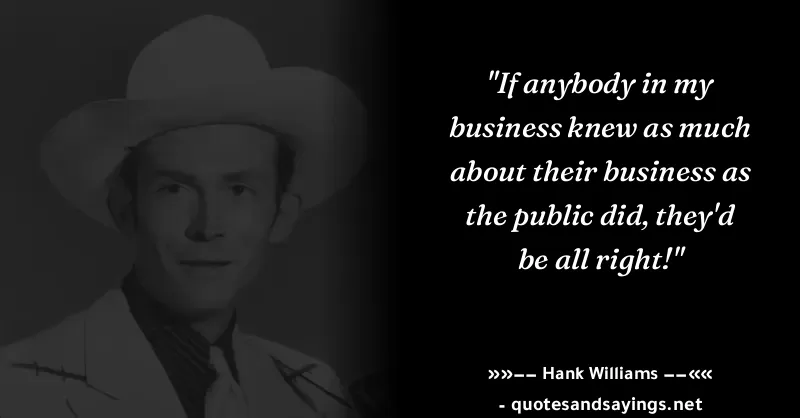 "If anybody in my
business knew as much
about their business as
the public did, they'd
be all right!"
»»-- Hank Williams --««
- quotesandsayings.net